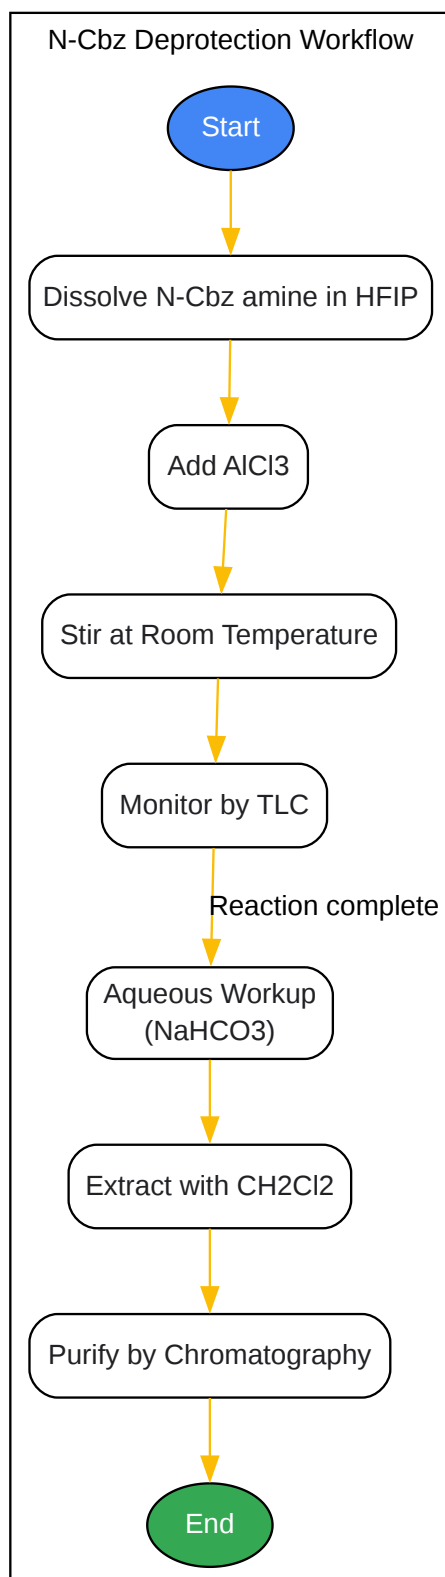 N-Cbz Deprotection Workflow
Start
Dissolve N-Cbz amine in HFIP
Add AlCl3
Stir at Room Temperature
Monitor by TLC
Reaction complete
Aqueous Workup
(NaHCO3)
Extract with CH2Cl2
Purify by Chromatography
End